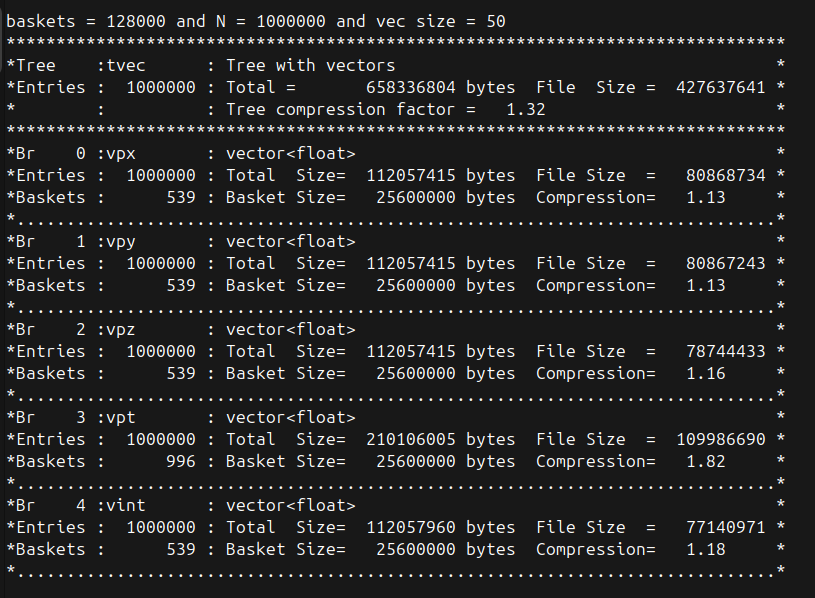 baskets = 128000 and N = 1000000 and vec size = 50
******************************************************************************
*Tree    :tvec      : Tree with vectors                                      *
*Entries :  1000000 : Total =       658336804 bytes  File  Size =  427637641 *
*        :          : Tree compression factor =   1.32                       *
******************************************************************************
*Br    0 :vpx       : vector<float>                                          *
*Entries :  1000000 : Total  Size=  112057415 bytes  File Size  =   80868734 *
*Baskets :      539 : Basket Size=   25600000 bytes  Compression=   1.13     *
*............................................................................*
*Br    1 :vpy       : vector<float>                                          *
*Entries :  1000000 : Total  Size=  112057415 bytes  File Size  =   80867243 *
*Baskets :      539 : Basket Size=   25600000 bytes  Compression=   1.13     *
*............................................................................*
*Br    2 :vpz       : vector<float>                                          *
*Entries :  1000000 : Total  Size=  112057415 bytes  File Size  =   78744433 *
*Baskets :      539 : Basket Size=   25600000 bytes  Compression=   1.16     *
*............................................................................*
*Br    3 :vpt       : vector<float>                                          *
*Entries :  1000000 : Total  Size=  210106005 bytes  File Size  =  109986690 *
*Baskets :      996 : Basket Size=   25600000 bytes  Compression=   1.82     *
*............................................................................*
*Br    4 :vint      : vector<float>                                          *
*Entries :  1000000 : Total  Size=  112057960 bytes  File Size  =   77140971 *
*Baskets :      539 : Basket Size=   25600000 bytes  Compression=   1.18     *
*............................................................................*